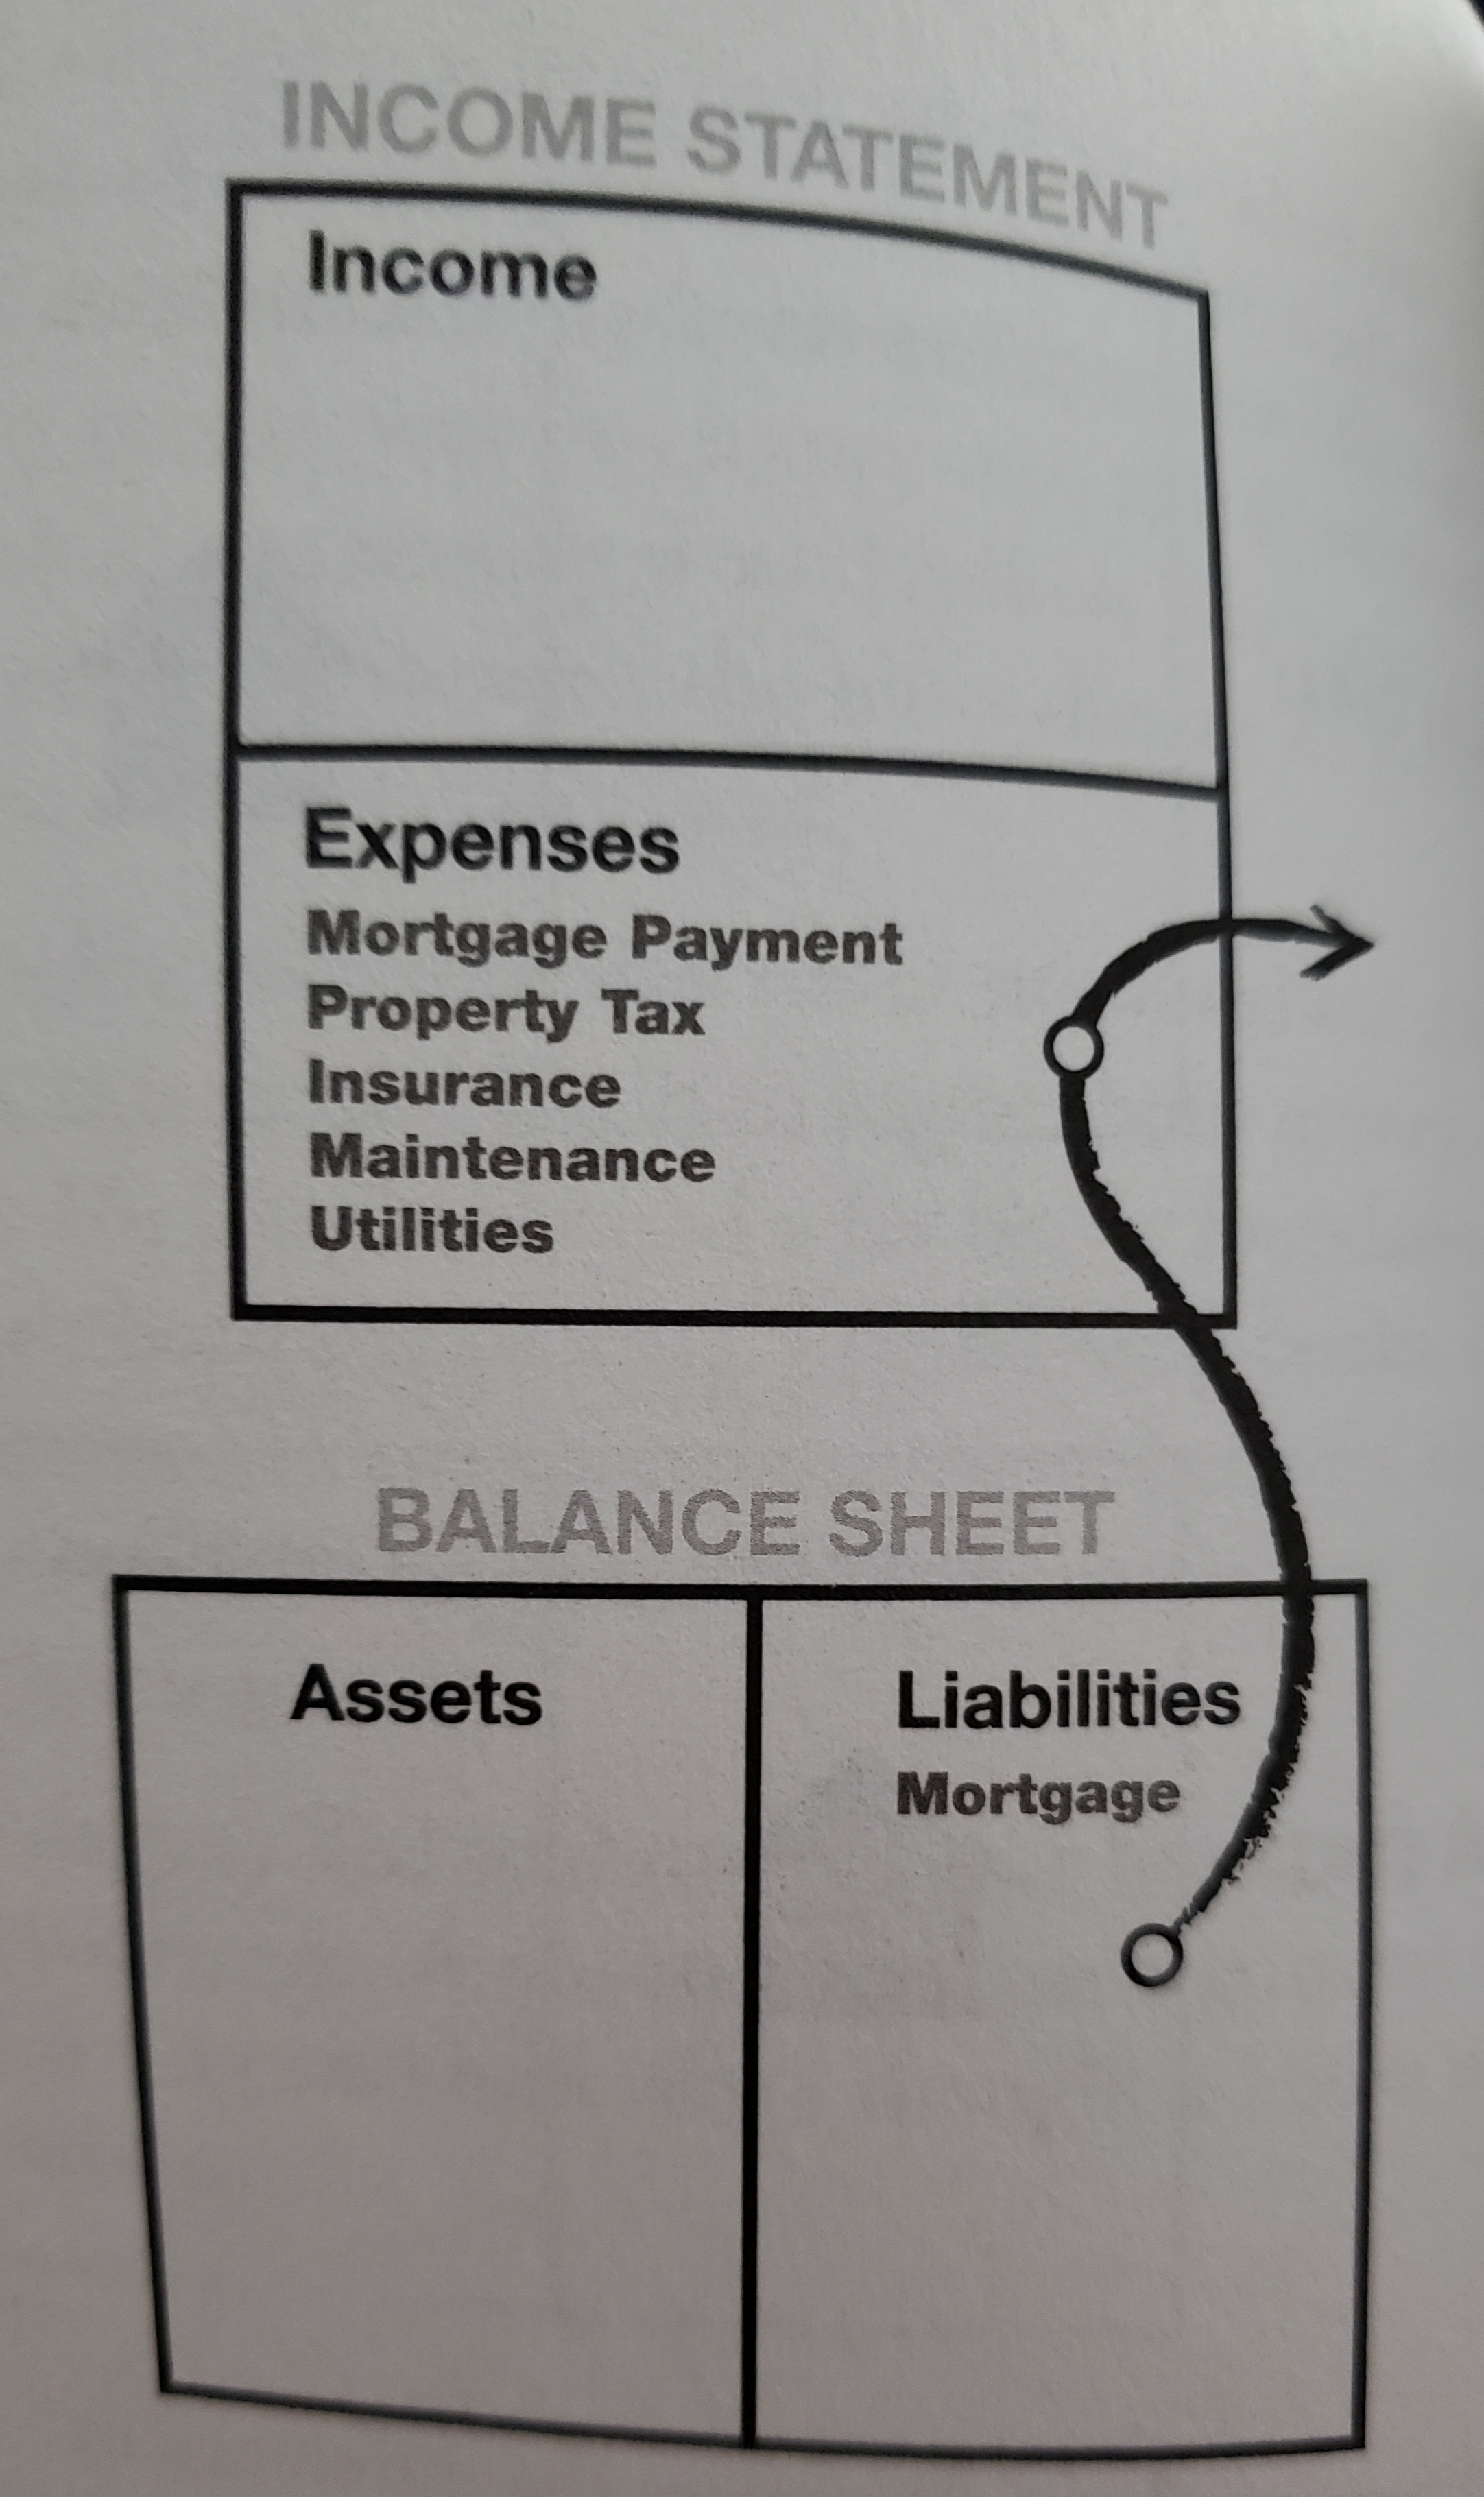 INCOME STATEMENT
Income
Expenses
Mortgage Payment
Property Tax
Insurance
Maintenance
Utilities
BALANCE SHEET
Assets
Liabilities
Mortgage